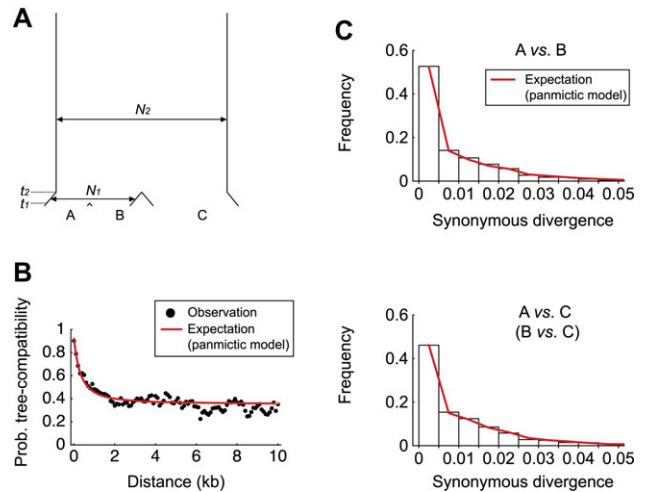 A
N2
t2
N1
t1
A B C
B
Prob. tree-compatibility
1
0.8
0.6
0.4
0.2
0
Observation
Expectation
(panmictic model)
0 2 4 6 8 10
Distance (kb)
C
A vs. B
Frequency
0.6
0.4
0.2
0
Expectation
(panmictic model)
0 0.01 0.02 0.03 0.04 0.05
Synonymous divergence
A vs. C
(B vs. C)
Frequency
0.6
0.4
0.2
0
0 0.01 0.02 0.03 0.04 0.05
Synonymous divergence